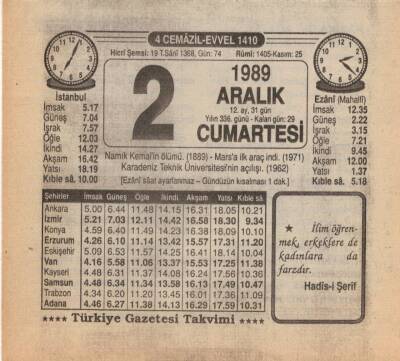 4 CEMÂZİL-EVVEL 1410
Hicrî Şemsî: 19 T.Sânî 1368, Gün: 74 Rûmî: 1405-Kasım: 25
2
1989
ARALIK
12. ay, 31 gün
Yılın 336. günü - Kalan gün: 29
CUMARTESİ
İstanbul
İmsak 5.17
Güneş 7.04
İşrak 7.57
Öğle 12.03
İkindi 14.27
Akşam 16.42
Yatsı 18.19
Kıble sâ. 10.00
Ezânî (Mahallî)
İmsak 12.35
Güneş 2.22
İşrak 3.15
Öğle 7.21
İkindi 9.45
Akşam 12.00
Yatsı 1.37
Kıble sâ. 5.18
Namık Kemal'in ölümü. (1889) - Mars'a ilk araç indi. (1971)
Karadeniz Teknik Üniversitesi'nin açılışı. (1962)
[Ezânî sâat ayarlanmaz – Gündüzün kısalması 1 dak.]
Şehirler İmsak Güneş Öğle İkindi Akşam Yatsı Kıble sâ
Ankara 5.00 6.44 11.48 14.15 16.31 18.05 10.21
İzmir 5.21 7.03 12.11 14.42 16.58 18.30 9.34
Konya 4.59 6.40 11.49 14.23 16.38 18.09 10.10
Erzurum 4.26 6.10 11.14 13.42 15.57 17.31 11.20
Eskişehir 5.09 6.53 11.57 14.25 16.41 18.14 10.04
Van 4.16 5.58 11.06 13.37 15.53 17.25 11.38
Kayseri 4.48 6.31 11.37 14.08 16.24 17.56 10.36
Samsun 4.48 6.34 11.34 13.58 16.13 17.49 10.47
Trabzon 4.34 6.20 11.21 13.45 16.01 17.36 11.09
Adana 4.46 6.27 11.38 14.13 16.29 17.59 10.31
★ İlim öğren-
mek, erkeklere de
kadınlara da
farzdır.
Hadîs-i Şerîf
★★★★ Türkiye Gazetesi Takvimi ★★★★